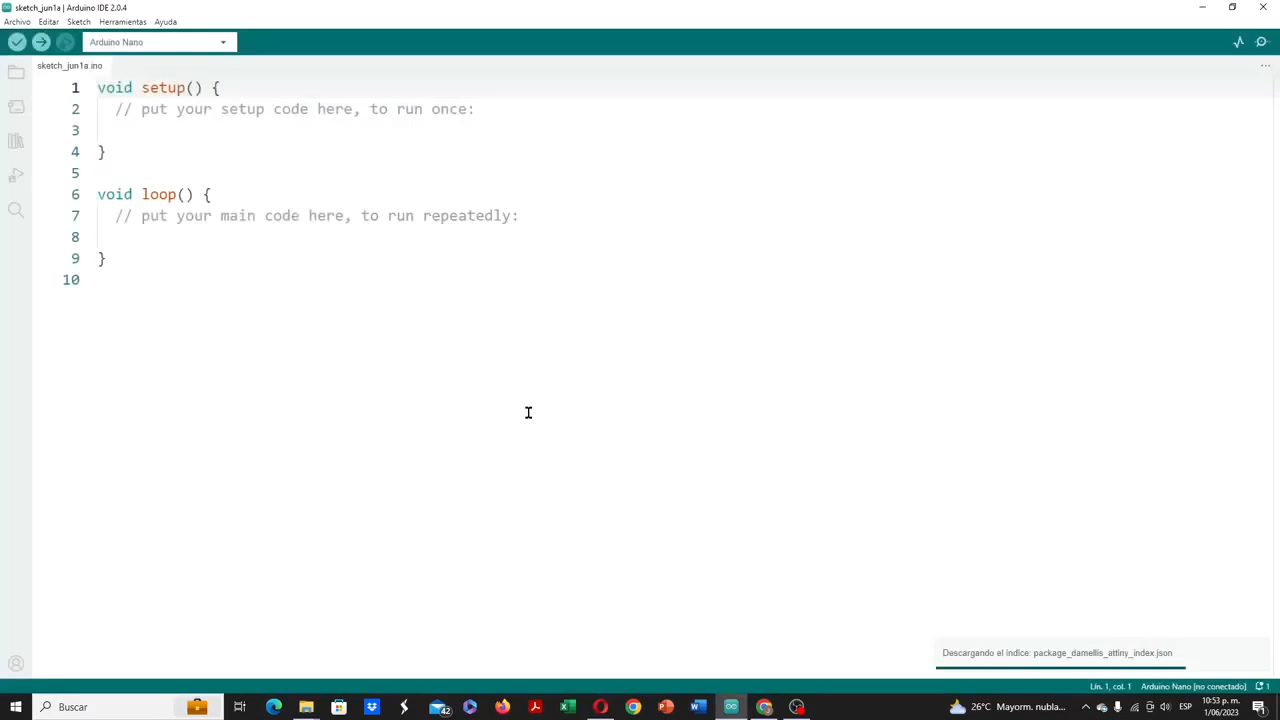 sketch_jun1a | Arduino IDE 2.0.4
Archivo Editar Sketch Herramientas Ayuda
Arduino Nano
sketch_jun1a.ino
1 void setup() {
2 // put your setup code here, to run once:
3
4 }
5
6 void loop() {
7 // put your main code here, to run repeatedly:
8
9 }
10
Descargando el índice: package_damellis_attiny_index.json
Lín. 1, col. 1 Arduino Nano [no conectado] 1
Buscar
42
26°C Mayorm. nubla...
ESP
10:53 p. m.
1/06/2023
1